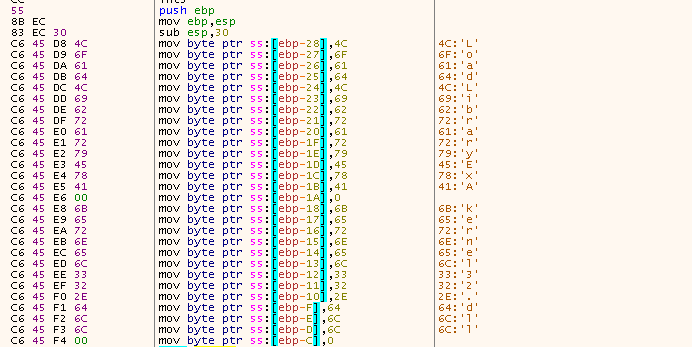 55 push ebp
8B EC mov ebp,esp
83 EC 30 sub esp,30
C6 45 D8 4C mov byte ptr ss:[ebp-28],4C 4C:'L'
C6 45 D9 6F mov byte ptr ss:[ebp-27],6F 6F:'o'
C6 45 DA 61 mov byte ptr ss:[ebp-26],61 61:'a'
C6 45 DB 64 mov byte ptr ss:[ebp-25],64 64:'d'
C6 45 DC 4C mov byte ptr ss:[ebp-24],4C 4C:'L'
C6 45 DD 69 mov byte ptr ss:[ebp-23],69 69:'i'
C6 45 DE 62 mov byte ptr ss:[ebp-22],62 62:'b'
C6 45 DF 72 mov byte ptr ss:[ebp-21],72 72:'r'
C6 45 E0 61 mov byte ptr ss:[ebp-20],61 61:'a'
C6 45 E1 72 mov byte ptr ss:[ebp-1F],72 72:'r'
C6 45 E2 79 mov byte ptr ss:[ebp-1E],79 79:'y'
C6 45 E3 45 mov byte ptr ss:[ebp-1D],45 45:'E'
C6 45 E4 78 mov byte ptr ss:[ebp-1C],78 78:'x'
C6 45 E5 41 mov byte ptr ss:[ebp-1B],41 41:'A'
C6 45 E6 00 mov byte ptr ss:[ebp-1A],0
C6 45 E8 6B mov byte ptr ss:[ebp-18],6B 6B:'k'
C6 45 E9 65 mov byte ptr ss:[ebp-17],65 65:'e'
C6 45 EA 72 mov byte ptr ss:[ebp-16],72 72:'r'
C6 45 EB 6E mov byte ptr ss:[ebp-15],6E 6E:'n'
C6 45 EC 65 mov byte ptr ss:[ebp-14],65 65:'e'
C6 45 ED 6C mov byte ptr ss:[ebp-13],6C 6C:'l'
C6 45 EE 33 mov byte ptr ss:[ebp-12],33 33:'3'
C6 45 EF 32 mov byte ptr ss:[ebp-11],32 32:'2'
C6 45 F0 2E mov byte ptr ss:[ebp-10],2E 2E:'.'
C6 45 F1 64 mov byte ptr ss:[ebp-F],64 64:'d'
C6 45 F2 6C mov byte ptr ss:[ebp-E],6C 6C:'l'
C6 45 F3 6C mov byte ptr ss:[ebp-D],6C 6C:'l'
C6 45 F4 00 mov byte ptr ss:[ebp-C],0